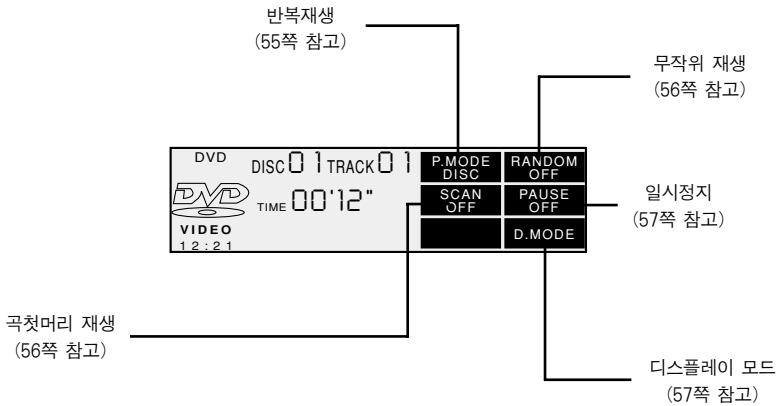 반복재생
(55쪽 참고)
무작위 재생
(56쪽 참고)
DVD
DISC 01 TRACK 01
P.MODE
DISC
RANDOM
OFF
DVD
TIME 00'12"
SCAN
OFF
PAUSE
OFF
일시정지
(57쪽 참고)
VIDEO
12:21
D.MODE
곡첫머리 재생
(56쪽 참고)
디스플레이 모드
(57쪽 참고)